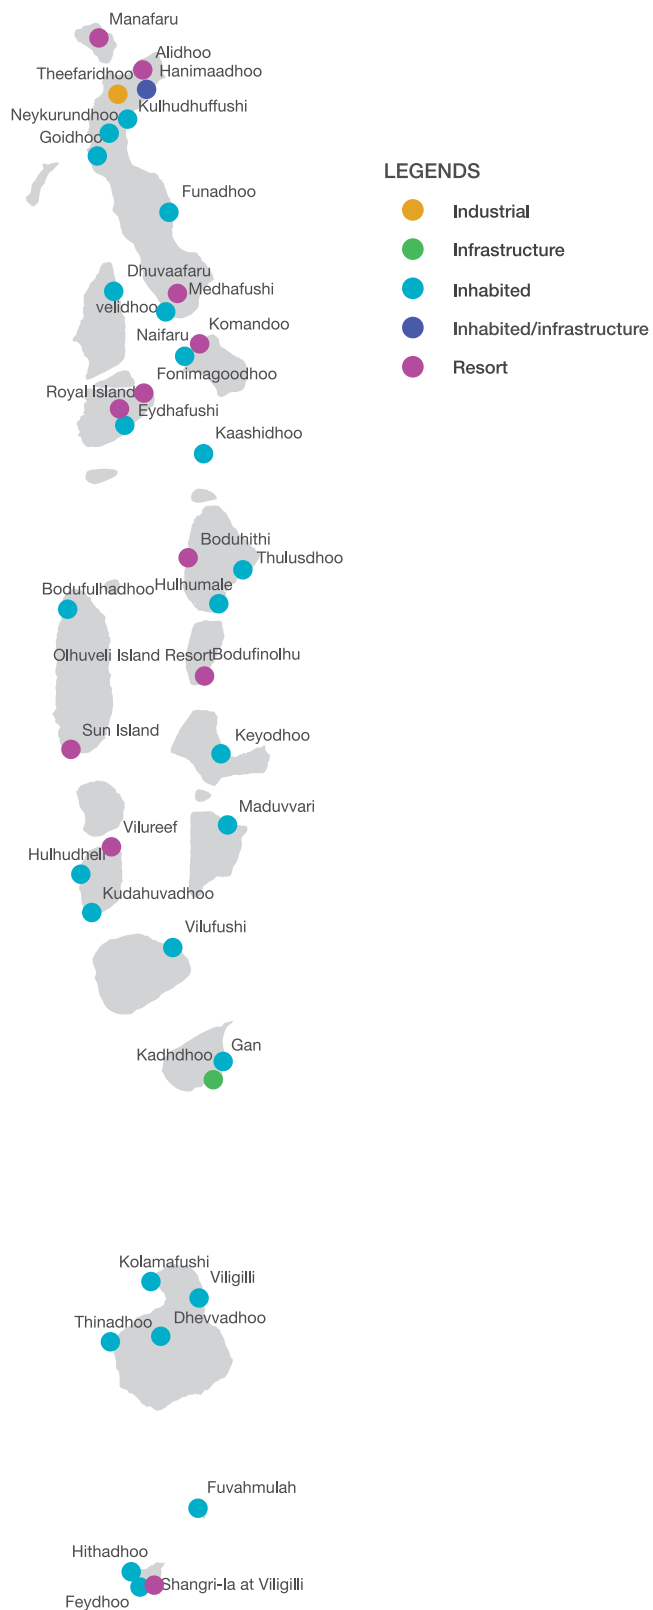 Manafaru
Alidhoo
Theefaridhoo
Hanimaadhoo
Neykurundhoo
Kulhudhuffushi
Goidhoo
LEGENDS
Funadhoo
Industrial
Infrastructure
Dhuvaafaru
Medhafushi
Inhabited
velidhoo
Komandoo
Naifaru
Inhabited/infrastructure
Fonimagoodhoo
Resort
Royal Island
Eydhafushi
Kaashidhoo
Boduhithi
Thulusdhoo
Bodufulhadhoo
Hulhumale
Olhuveli Island Resort
Bodufinolhu
Sun Island
Keyodhoo
Maduvvari
Vilureef
Hulhudheli
Kudahuvadhoo
Vilufushi
Kadhdhoo
Gan
Kolamafushi
Viligilli
Thinadhoo
Dhevvadhoo
Fuvahmulah
Hithadhoo
Shangri-la at Viligilli
Feydhoo